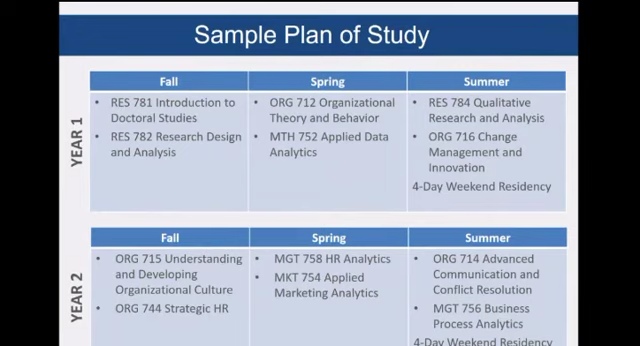 Sample Plan of Study
YEAR 1
Fall
Spring
Summer
• RES 781 Introduction to
Doctoral Studies
• RES 782 Research Design
and Analysis
• ORG 712 Organizational
Theory and Behavior
• MTH 752 Applied Data
Analytics
• RES 784 Qualitative
Research and Analysis
• ORG 716 Change
Management and
Innovation
4-Day Weekend Residency
YEAR 2
Fall
Spring
Summer
• ORG 715 Understanding
and Developing
Organizational Culture
• ORG 744 Strategic HR
• MGT 758 HR Analytics
• MKT 754 Applied
Marketing Analytics
• ORG 714 Advanced
Communication and
Conflict Resolution
• MGT 756 Business
Process Analytics
4-Day Weekend Residency